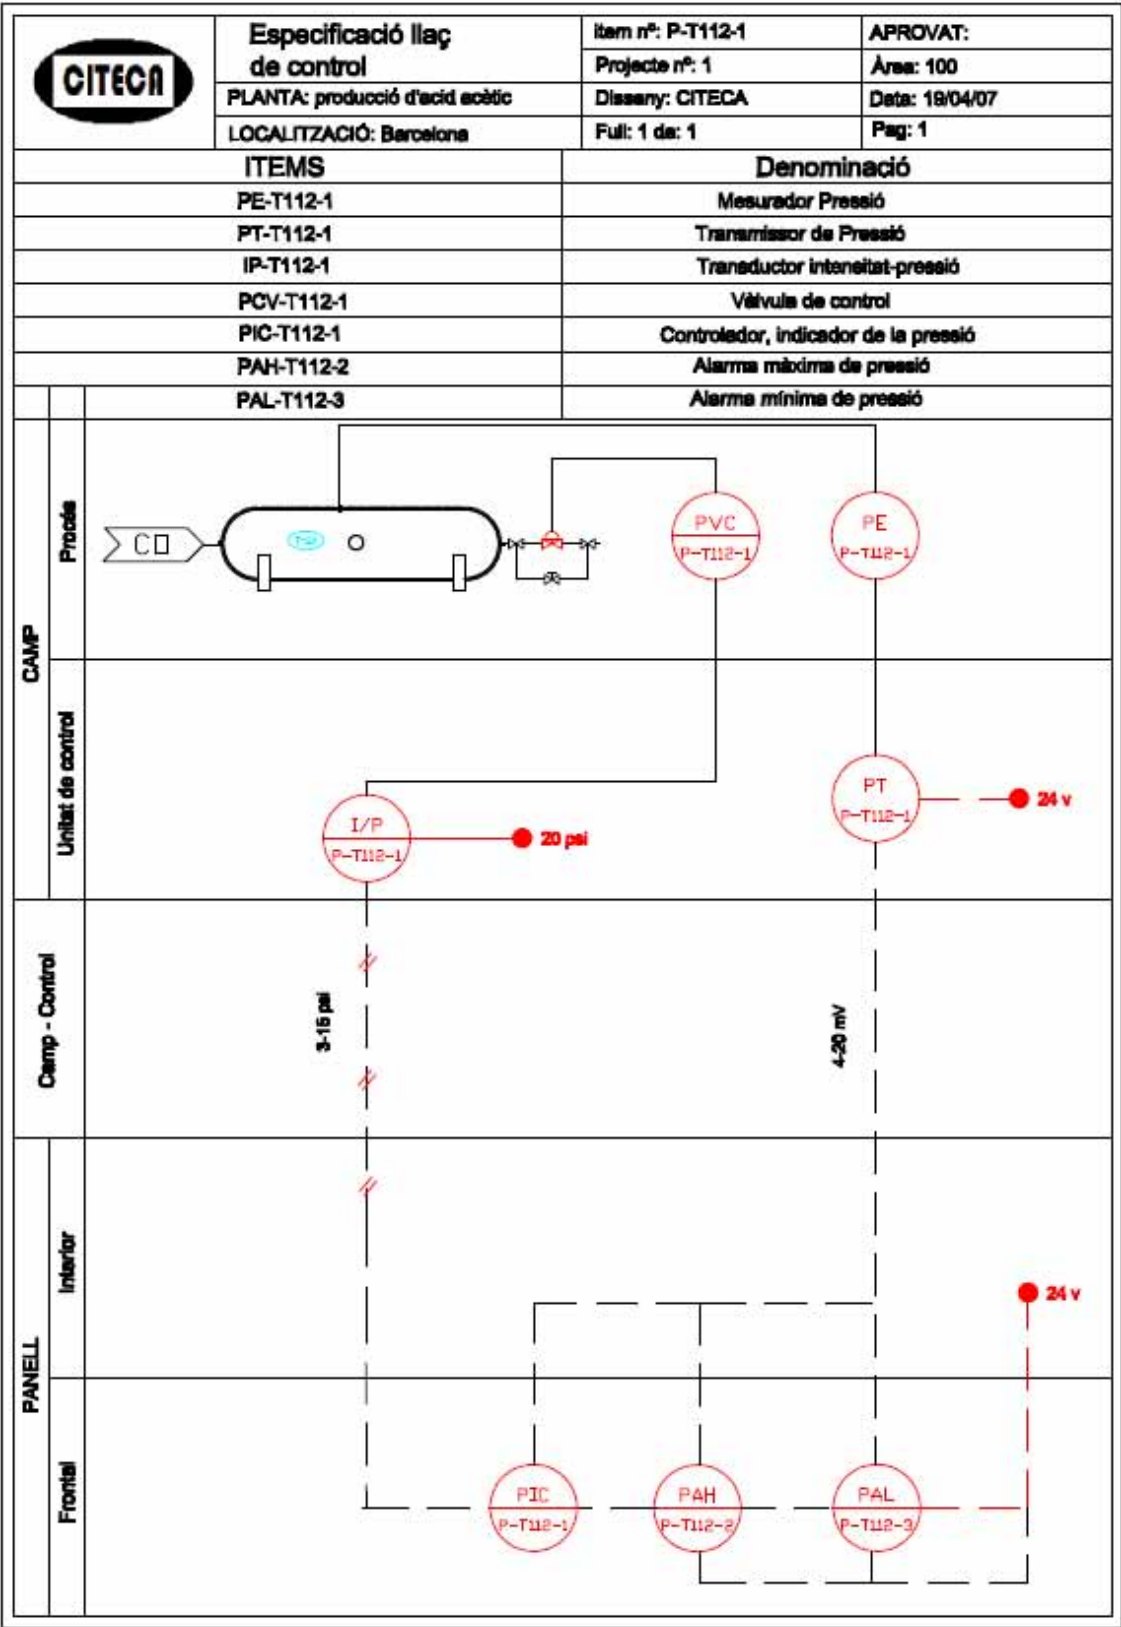 CITECA
Especificació llaç
de control
Item nº: P-T112-1
APROVAT:
Projecte nº: 1
Àrea: 100
PLANTA: producció d'acid acètic
Disseny: CITECA
Data: 19/04/07
LOCALITZACIÓ: Barcelona
Full: 1 de: 1
Pag: 1
ITEMS
Denominació
PE-T112-1
Mesurador Pressió
PT-T112-1
Transmissor de Pressió
IP-T112-1
Transductor intensitat-pressió
PCV-T112-1
Vàlvula de control
PIC-T112-1
Controlador, indicador de la pressió
PAH-T112-2
Alarma màxima de pressió
PAL-T112-3
Alarma mínima de pressió
CAMP
Procés
CO
PVC
P-T112-1
PE
P-T112-1
Unitat de control
I/P
P-T112-1
20 psi
PT
P-T112-1
24 v
Camp - Control
3-15 psi
4-20 mV
PANELL
Interior
24 v
Frontal
PIC
P-T112-1
PAH
P-T112-2
PAL
P-T112-3